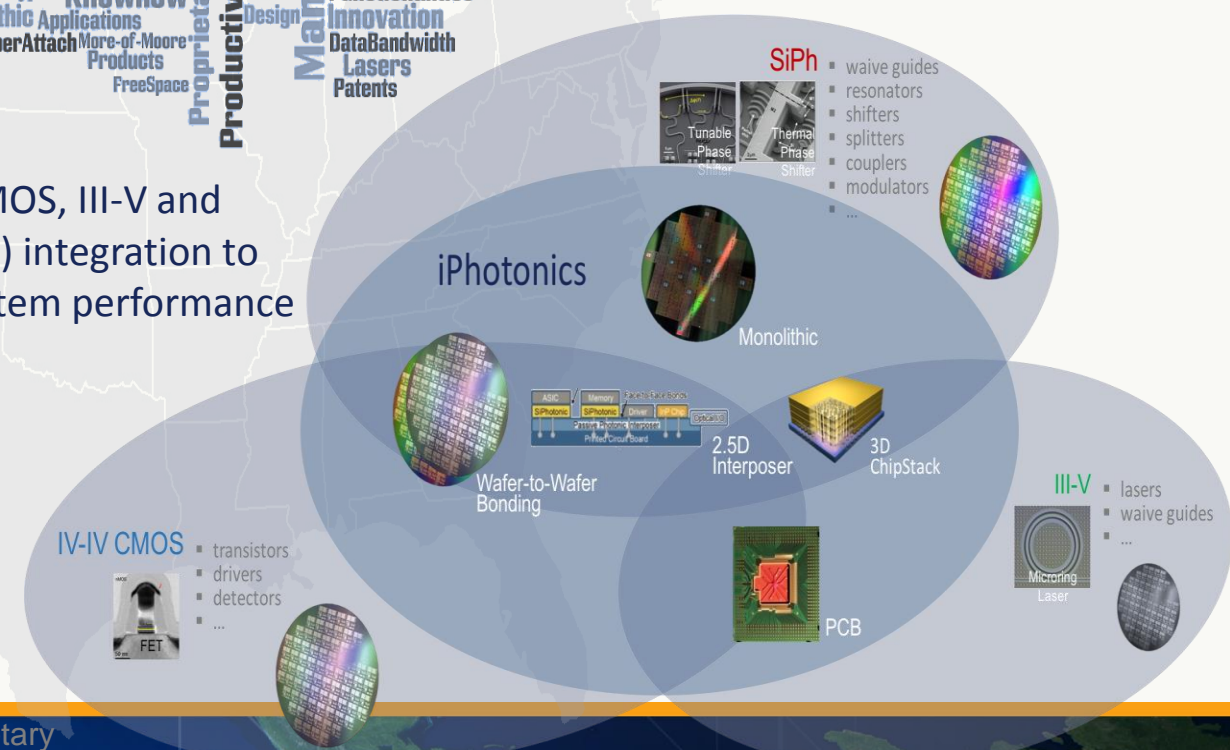 Applications
Design
Innovation
More-of-Moore
DataBandwidth
Products
Lasers
FreeSpace
Patents
MOS, III-V and
) integration to
tem performance
iPhotonics
SiPh
waive guides
resonators
shifters
splitters
couplers
modulators
...
Tunable
Phase
Shifter
Thermal
Phase
Shifter
Monolithic
ASIC
Memory
Face-to-Face Bonds
SiPhotonic
SiPhotonic
Driver
InP Chip
Optical I/O
Passive Photonic Interposer
Printed Circuit Board
2.5D
Interposer
3D
ChipStack
Wafer-to-Wafer
Bonding
IV-IV CMOS
transistors
drivers
detectors
...
nMOS
FET
III-V
lasers
waive guides
...
Microring
Laser
PCB
tary